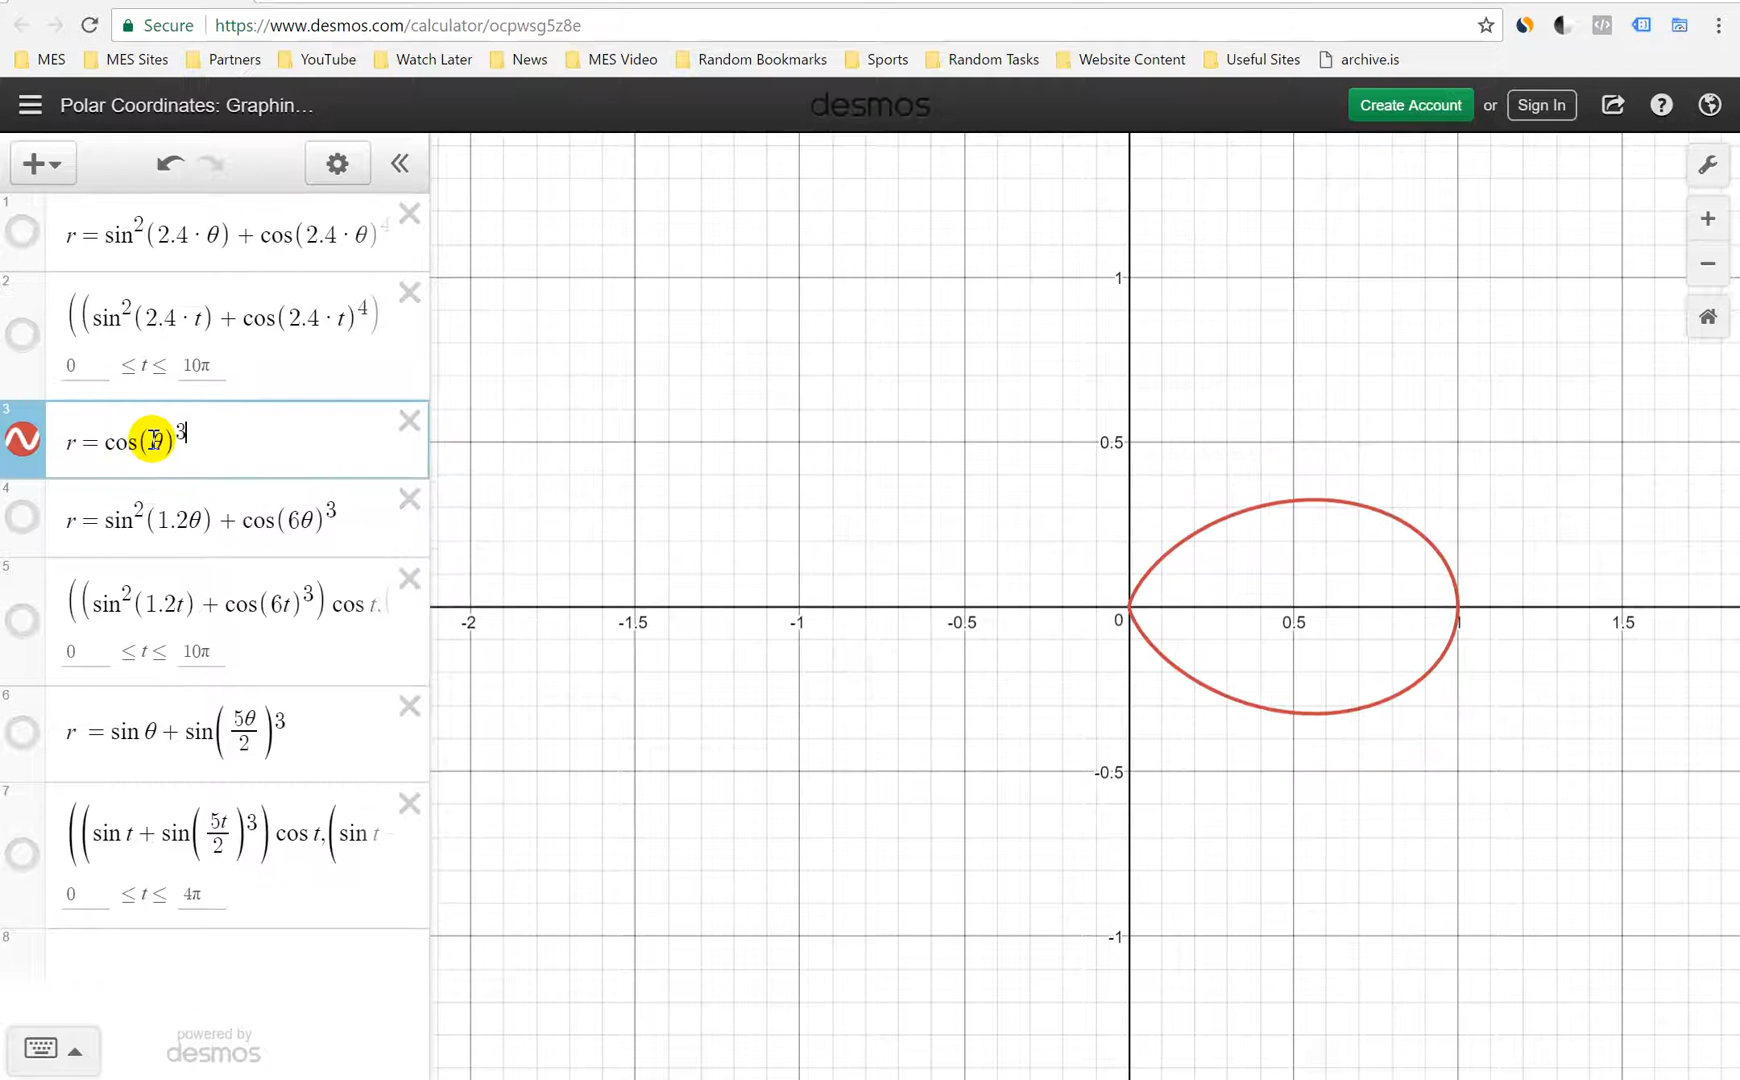 Secure https://www.desmos.com/calculator/ocpwsg5z8e
MES MES Sites Partners YouTube Watch Later News MES Video Random Bookmarks Sports Random Tasks Website Content Useful Sites archive.is
Polar Coordinates: Graphin… desmos Create Account or Sign In
1
r = sin²(2.4 · θ) + cos(2.4 · θ)⁴
2
((sin²(2.4 · t) + cos(2.4 · t)⁴)
0 ≤ t ≤ 10π
3
r = cos(θ)³
4
r = sin²(1.2θ) + cos(6θ)³
5
((sin²(1.2t) + cos(6t)³) cos t,(
0 ≤ t ≤ 10π
6
r = sin θ + sin(5θ/2)³
7
((sin t + sin(5t/2)³) cos t,(sin t
0 ≤ t ≤ 4π
8
powered by
desmos
1
0.5
-2 -1.5 -1 -0.5 0 0.5 1 1.5
-0.5
-1